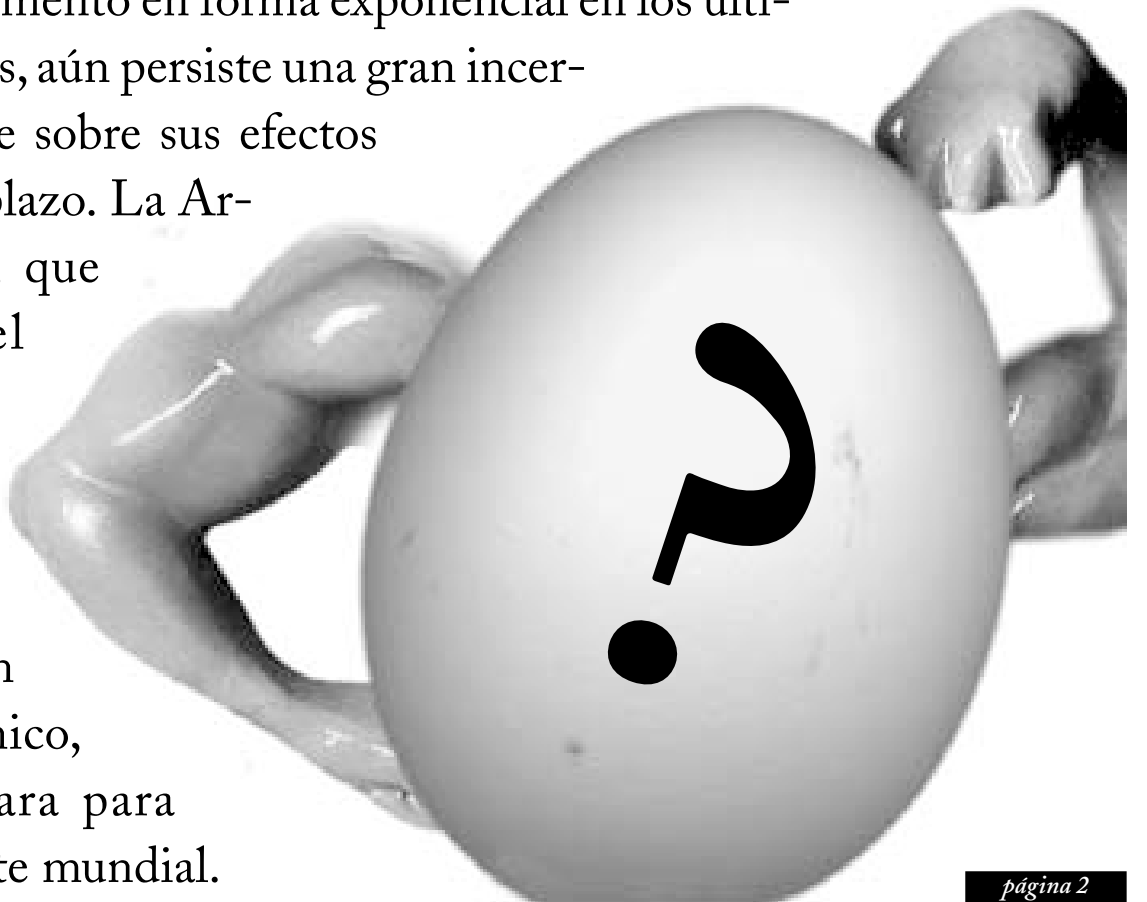 en forma exponencial en los últi-
s, aún persiste una gran incer-
e sobre sus efectos
plazo. La Ar-
que
el
?
n
nico,
ara para
te mundial.
página 2